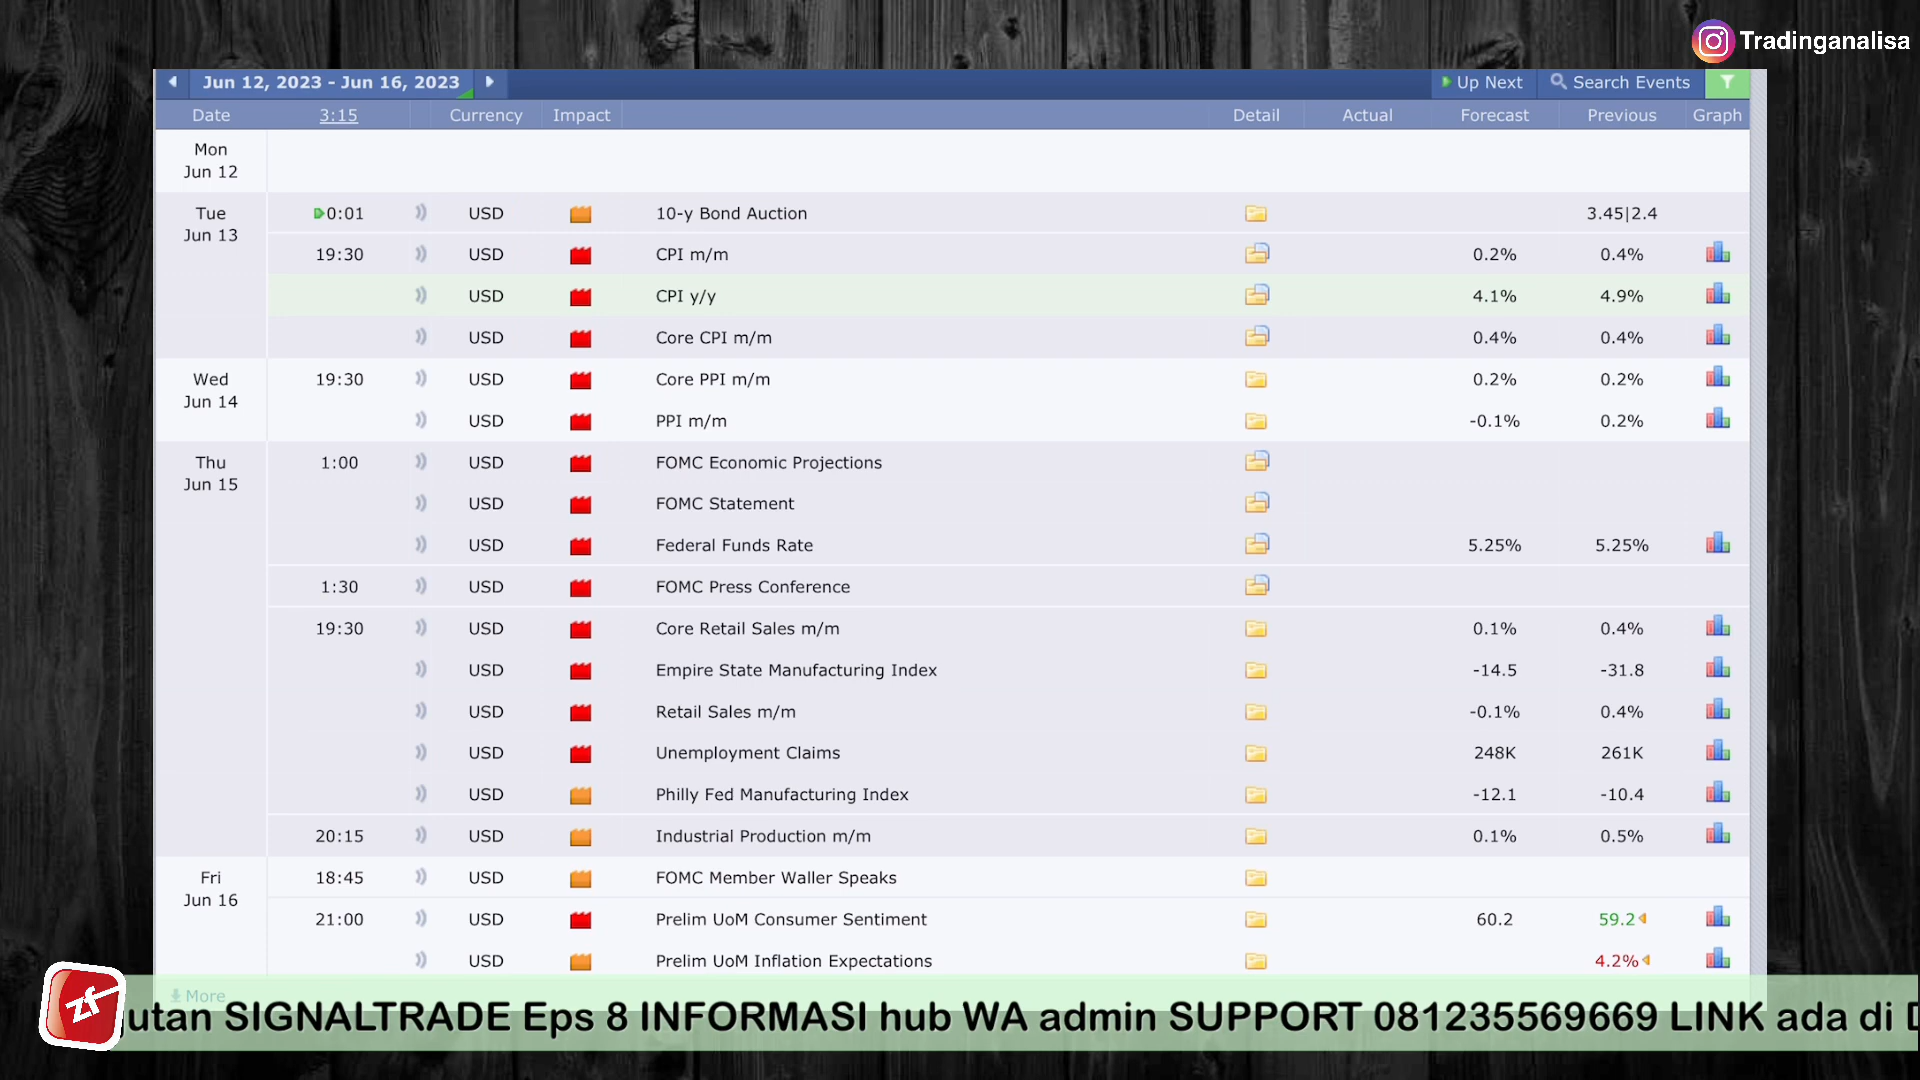 Tradinganalisa
Jun 12, 2023 - Jun 16, 2023 Up Next Search Events
Date 3:15 Currency Impact Detail Actual Forecast Previous Graph
Mon
Jun 12
Tue
Jun 13
0:01 USD 10-y Bond Auction 3.45|2.4
19:30 USD CPI m/m 0.2% 0.4%
USD CPI y/y 4.1% 4.9%
USD Core CPI m/m 0.4% 0.4%
Wed
Jun 14
19:30 USD Core PPI m/m 0.2% 0.2%
USD PPI m/m -0.1% 0.2%
Thu
Jun 15
1:00 USD FOMC Economic Projections
USD FOMC Statement
USD Federal Funds Rate 5.25% 5.25%
1:30 USD FOMC Press Conference
19:30 USD Core Retail Sales m/m 0.1% 0.4%
USD Empire State Manufacturing Index -14.5 -31.8
USD Retail Sales m/m -0.1% 0.4%
USD Unemployment Claims 248K 261K
USD Philly Fed Manufacturing Index -12.1 -10.4
20:15 USD Industrial Production m/m 0.1% 0.5%
Fri
Jun 16
18:45 USD FOMC Member Waller Speaks
21:00 USD Prelim UoM Consumer Sentiment 60.2 59.2
USD Prelim UoM Inflation Expectations 4.2%
More
zf
utan SIGNALTRADE Eps 8 INFORMASI hub WA admin SUPPORT 081235569669 LINK ada di